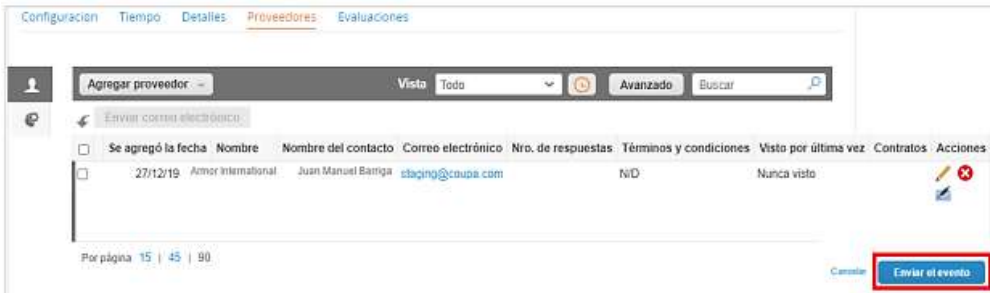 Configuracion Tiempo Detalles Proveedores Evaluaciones
Agregar proveedor Vista Todo Avanzado Buscar
Enviar correo electrónico
Se agregó la fecha Nombre Nombre del contacto Correo electrónico Nro. de respuestas Términos y condiciones Visto por última vez Contratos Acciones
27/12/19 Armor International Juan Manuel Barriga staging@coupa.com N/D Nunca visto
Por página 15 | 45 | 90
Cancelar Enviar el evento